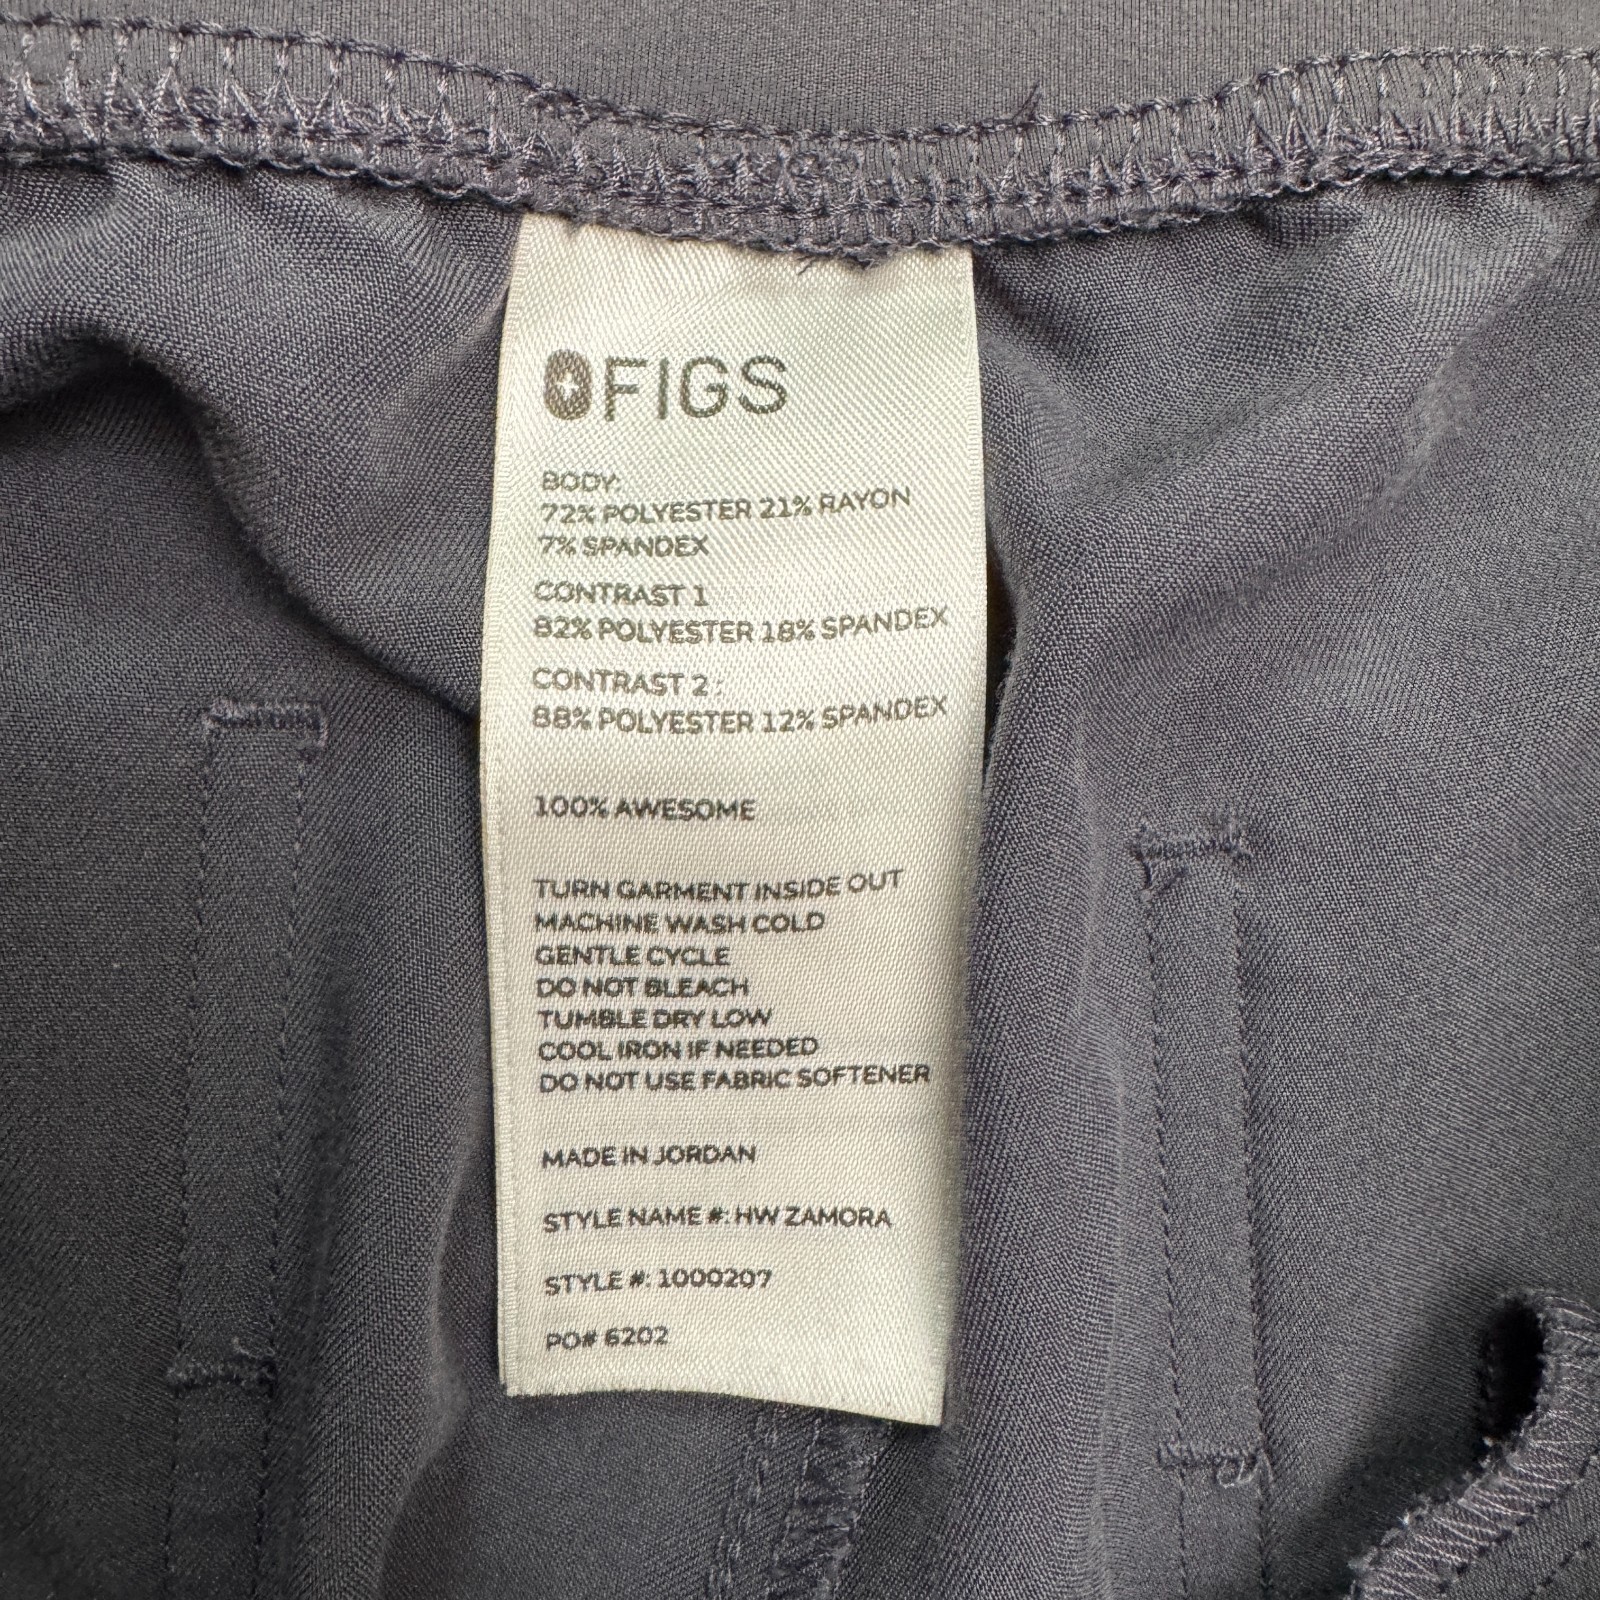 FIGS
BODY:
72% POLYESTER 21% RAYON
7% SPANDEX
CONTRAST 1
82% POLYESTER 18% SPANDEX
CONTRAST 2 :
88% POLYESTER 12% SPANDEX
100% AWESOME
TURN GARMENT INSIDE OUT
MACHINE WASH COLD
GENTLE CYCLE
DO NOT BLEACH
TUMBLE DRY LOW
COOL IRON IF NEEDED
DO NOT USE FABRIC SOFTENER
MADE IN JORDAN
STYLE NAME #: HW ZAMORA
STYLE #: 1000207
PO# 6202